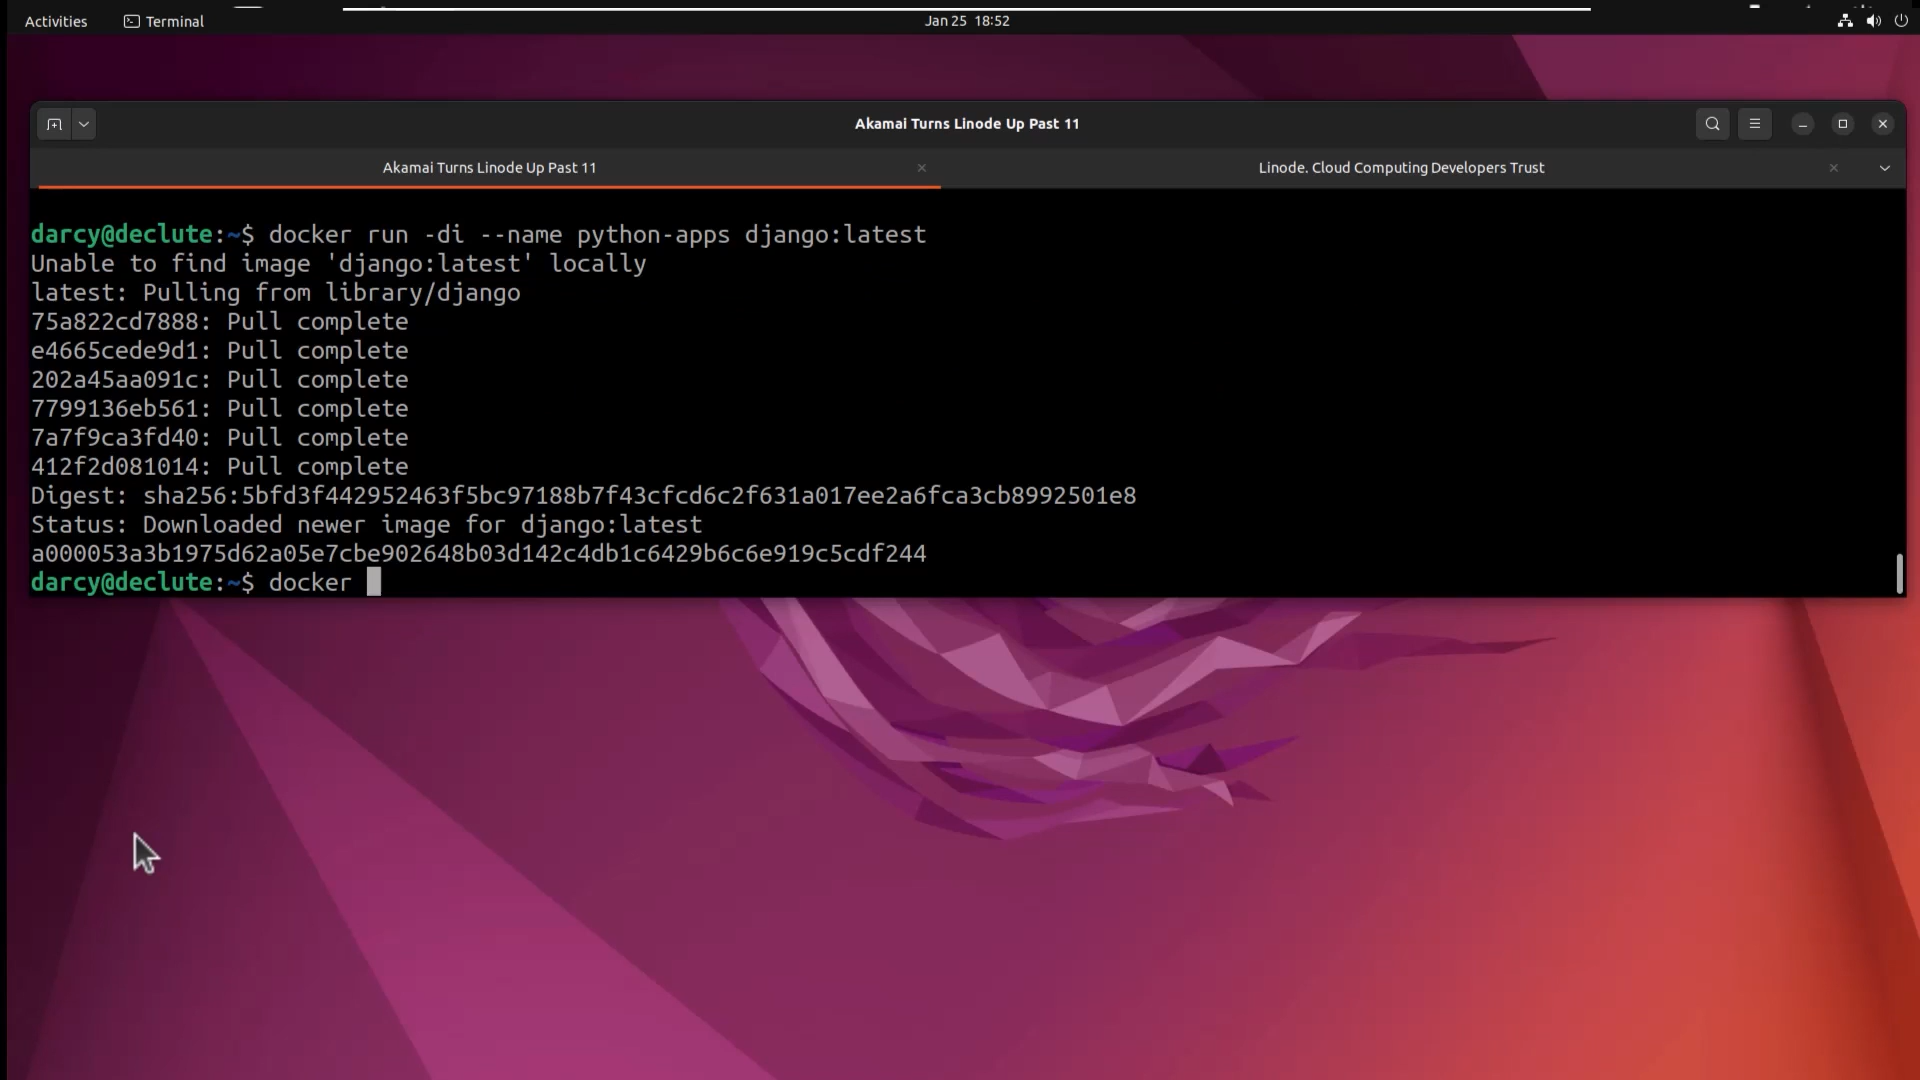 Activities
Terminal
Jan 25 18:52
Akamai Turns Linode Up Past 11
Akamai Turns Linode Up Past 11
Linode. Cloud Computing Developers Trust
darcy@declute:~$ docker run -di --name python-apps django:latest
Unable to find image 'django:latest' locally
latest: Pulling from library/django
75a822cd7888: Pull complete
e4665cede9d1: Pull complete
202a45aa091c: Pull complete
7799136eb561: Pull complete
7a7f9ca3fd40: Pull complete
412f2d081014: Pull complete
Digest: sha256:5bfd3f442952463f5bc97188b7f43cfcd6c2f631a017ee2a6fca3cb8992501e8
Status: Downloaded newer image for django:latest
a000053a3b1975d62a05e7cbe902648b03d142c4db1c6429b6c6e919c5cdf244
darcy@declute:~$ docker